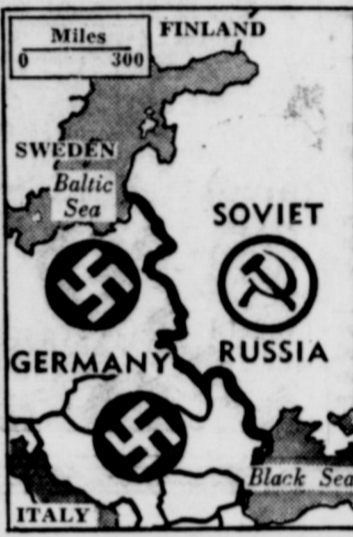 Miles
0 300
FINLAND
SWEDEN
Baltic
Sea
SOVIET
RUSSIA
GERMANY
Black Sea
ITALY